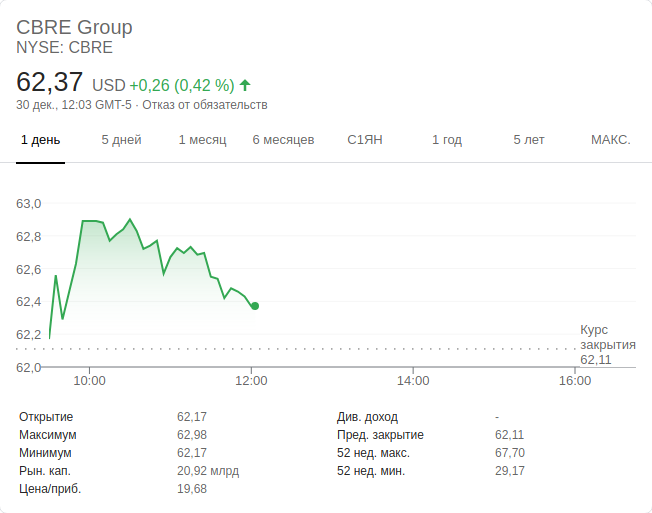 CBRE Group
NYSE: CBRE
62,37 USD +0,26 (0,42 %)
30 дек., 12:03 GMT-5 · Отказ от обязательств
1 день 5 дней 1 месяц 6 месяцев С1ЯН 1 год 5 лет МАКС.
63,0
62,8
62,6
62,4
62,2
62,0
Курс
закрытия
62,11
10:00 12:00 14:00 16:00
Открытие 62,17 Див. доход -
Максимум 62,98 Пред. закрытие 62,11
Минимум 62,17 52 нед. макс. 67,70
Рын. кап. 20,92 млрд 52 нед. мин. 29,17
Цена/приб. 19,68